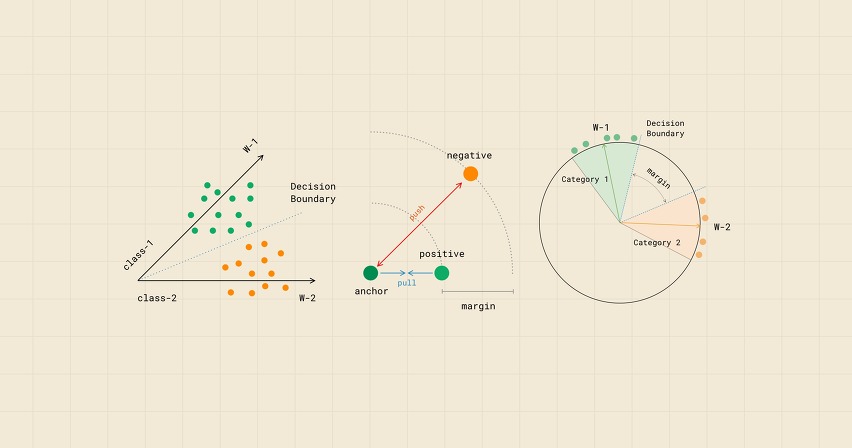 W-1
Decision
Boundary
class-1
class-2
W-2
negative
push
positive
anchor
pull
margin
W-1
Decision
Boundary
margin
Category 1
W-2
Category 2